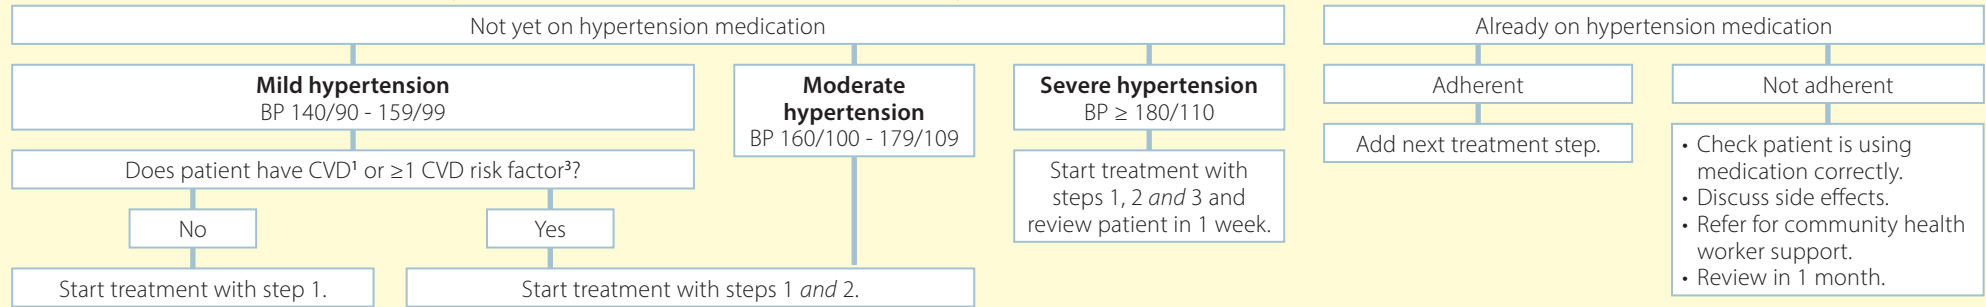 Not yet on hypertension medication
Mild hypertension
BP 140/90 - 159/99
Does patient have CVD¹ or ≥1 CVD risk factor³?
No
Yes
Start treatment with step 1.
Moderate
hypertension
BP 160/100 - 179/109
Start treatment with steps 1 and 2.
Severe hypertension
BP ≥ 180/110
Start treatment with
steps 1, 2 and 3 and
review patient in 1 week.
Already on hypertension medication
Adherent
Add next treatment step.
Not adherent
• Check patient is using
medication correctly.
• Discuss side effects.
• Refer for community health
worker support.
• Review in 1 month.